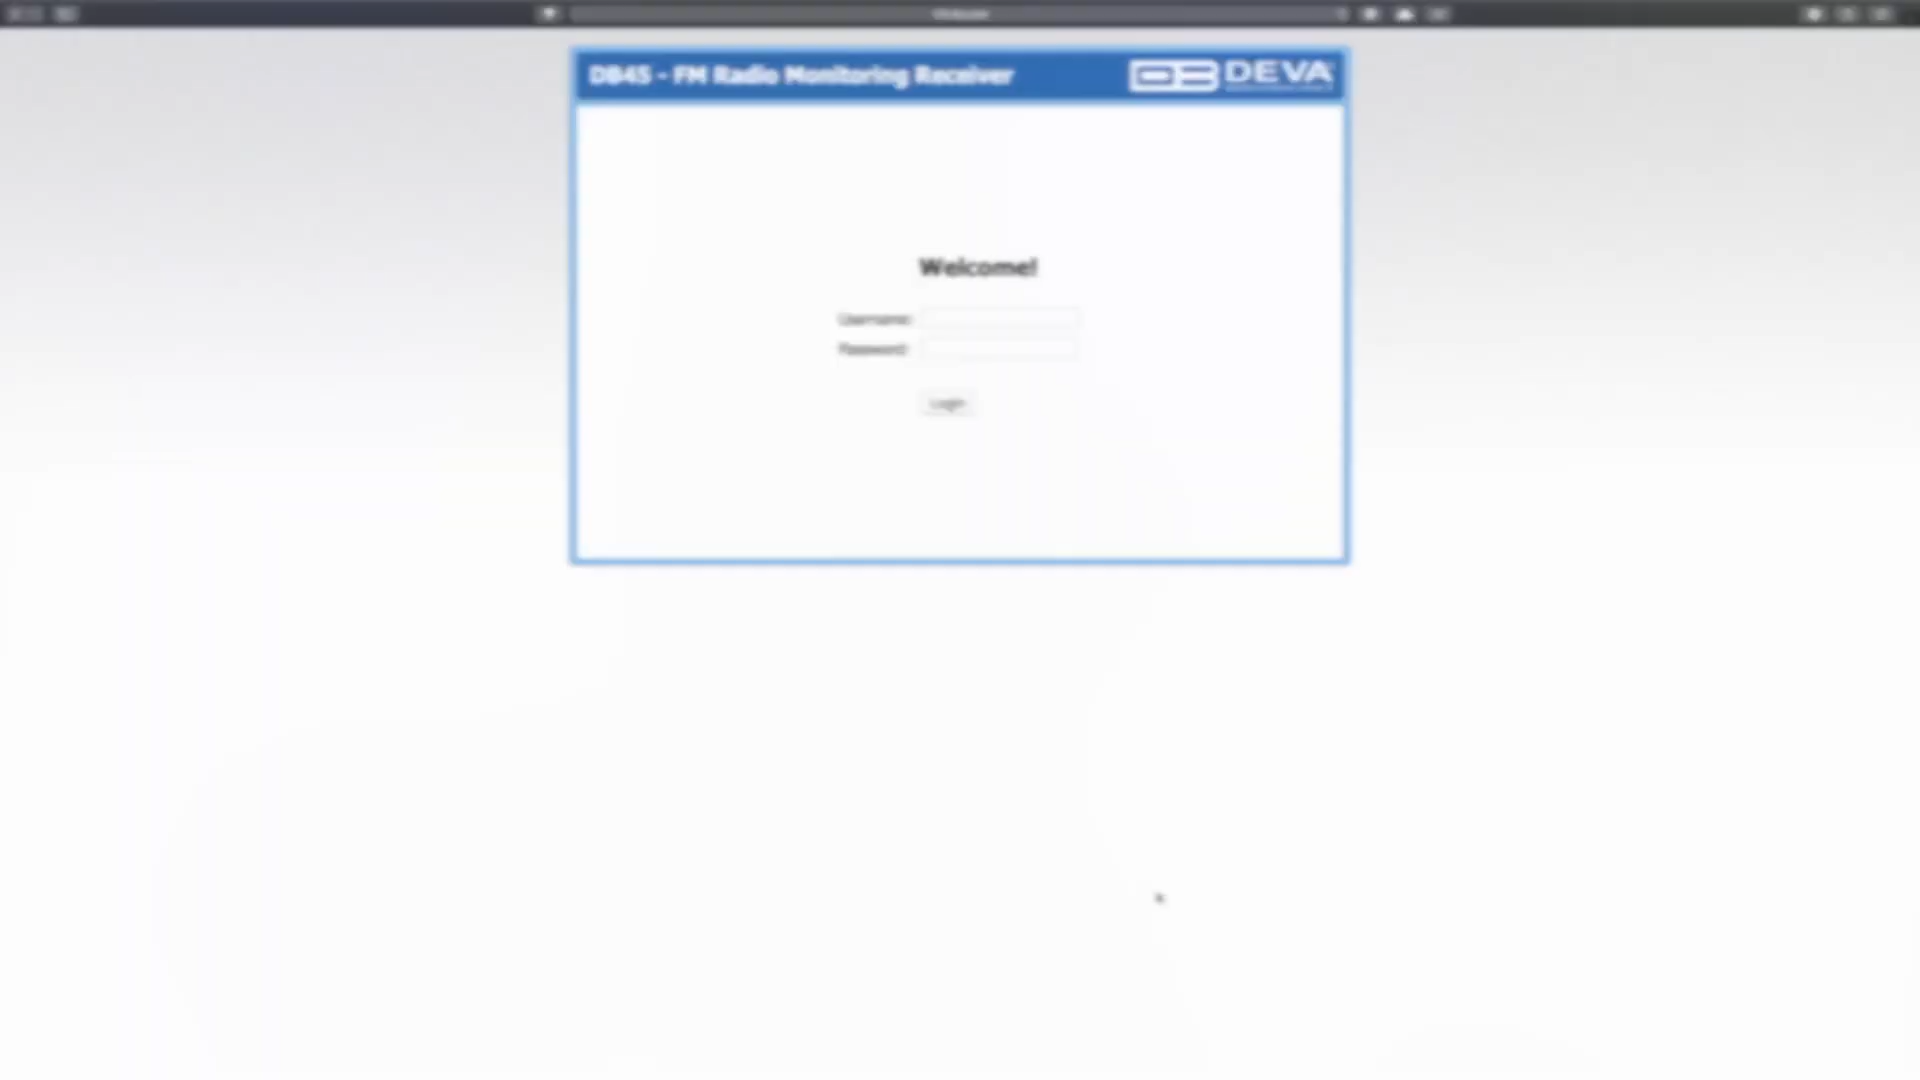 DB45 - FM Radio Monitoring Receiver
DEVA
Welcome!
Username:
Password:
Login